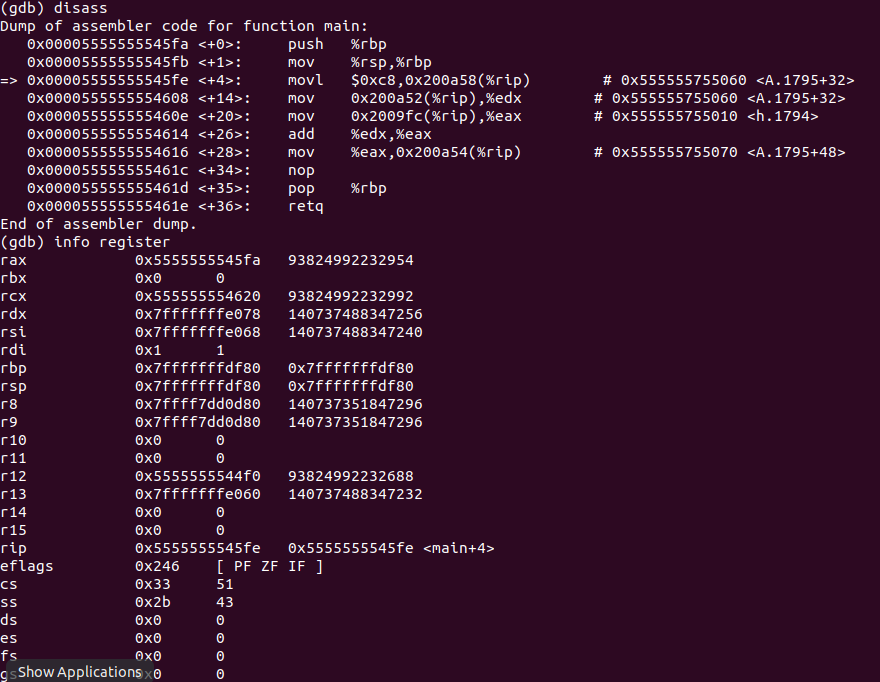 (gdb) disass
Dump of assembler code for function main:
   0x00005555555545fa <+0>:     push   %rbp
   0x00005555555545fb <+1>:     mov    %rsp,%rbp
=> 0x00005555555545fe <+4>:     movl   $0xc8,0x200a58(%rip)        # 0x555555755060 <A.1795+32>
   0x0000555555554608 <+14>:    mov    0x200a52(%rip),%edx        # 0x555555755060 <A.1795+32>
   0x000055555555460e <+20>:    mov    0x2009fc(%rip),%eax        # 0x555555755010 <h.1794>
   0x0000555555554614 <+26>:    add    %edx,%eax
   0x0000555555554616 <+28>:    mov    %eax,0x200a54(%rip)        # 0x555555755070 <A.1795+48>
   0x000055555555461c <+34>:    nop
   0x000055555555461d <+35>:    pop    %rbp
   0x000055555555461e <+36>:    retq
End of assembler dump.
(gdb) info register
rax            0x5555555545fa   93824992232954
rbx            0x0      0
rcx            0x555555554620   93824992232992
rdx            0x7fffffffe078   140737488347256
rsi            0x7fffffffe068   140737488347240
rdi            0x1      1
rbp            0x7fffffffdf80   0x7fffffffdf80
rsp            0x7fffffffdf80   0x7fffffffdf80
r8             0x7ffff7dd0d80   140737351847296
r9             0x7ffff7dd0d80   140737351847296
r10            0x0      0
r11            0x0      0
r12            0x5555555544f0   93824992232688
r13            0x7fffffffe060   140737488347232
r14            0x0      0
r15            0x0      0
rip            0x5555555545fe   0x5555555545fe <main+4>
eflags         0x246    [ PF ZF IF ]
cs             0x33     51
ss             0x2b     43
ds             0x0      0
es             0x0      0
fs             0x0      0
gs             0x0      0
Show Applications